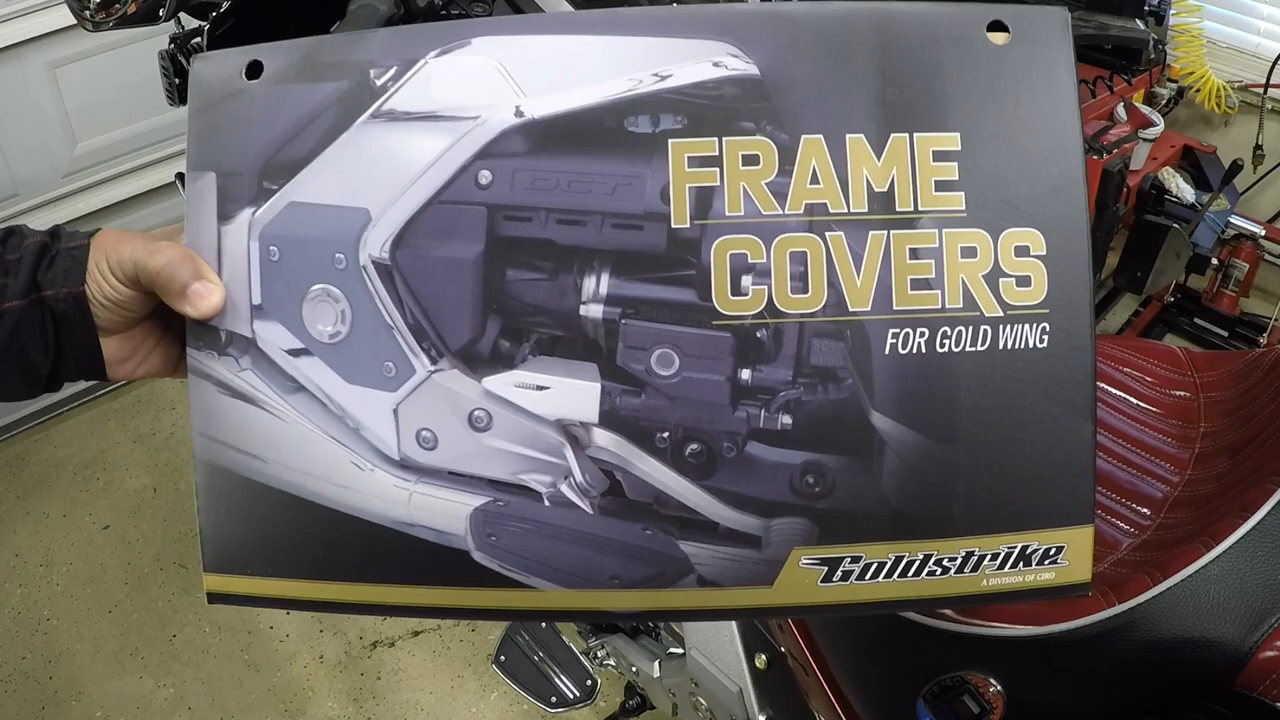 FRAME
COVERS
FOR GOLD WING
DCT
Goldstrike
A DIVISION OF CIRO